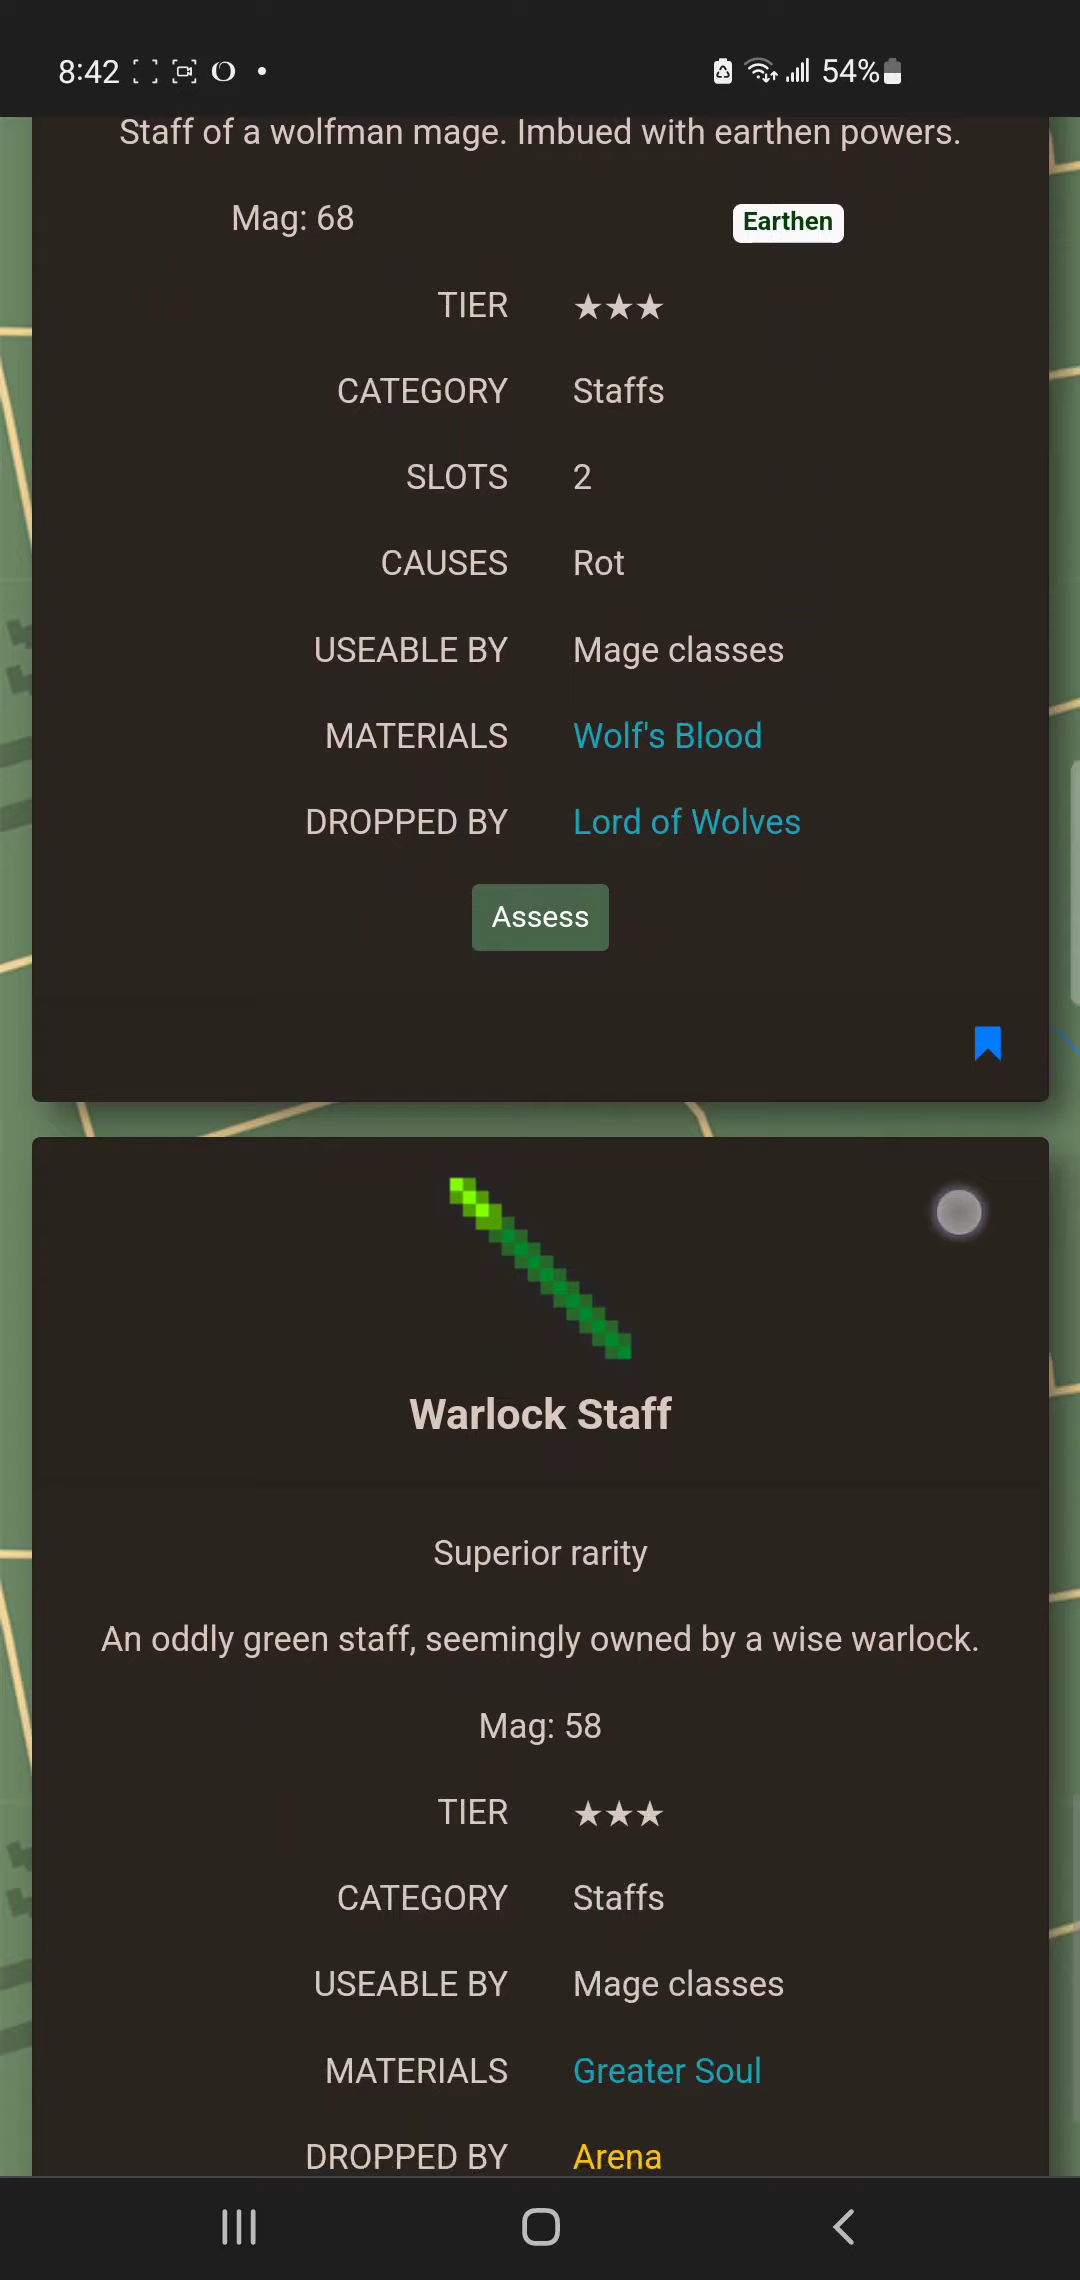 8:42 54%
Staff of a wolfman mage. Imbued with earthen powers.
Mag: 68 Earthen
TIER ★★★
CATEGORY Staffs
SLOTS 2
CAUSES Rot
USEABLE BY Mage classes
MATERIALS Wolf's Blood
DROPPED BY Lord of Wolves
Assess
Warlock Staff
Superior rarity
An oddly green staff, seemingly owned by a wise warlock.
Mag: 58
TIER ★★★
CATEGORY Staffs
USEABLE BY Mage classes
MATERIALS Greater Soul
DROPPED BY Arena